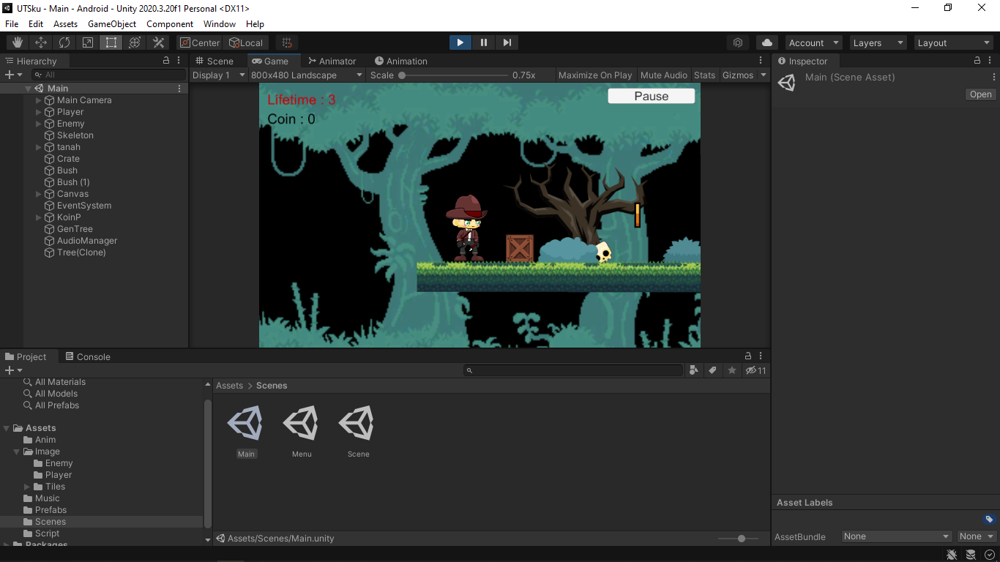 UTSku - Main - Android - Unity 2020.3.20f1 Personal <DX11>
File Edit Assets GameObject Component Window Help
Center Local Account Layers Layout
Hierarchy
All
Main
Main Camera
Player
Enemy
Skeleton
tanah
Crate
Bush
Bush (1)
Canvas
EventSystem
KoinP
GenTree
AudioManager
Tree(Clone)
Scene Game Animator Animation
Display 1 800x480 Landscape Scale 0.75x Maximize On Play Mute Audio Stats Gizmos
Lifetime : 3
Coin : 0
Pause
Inspector
Main (Scene Asset)
Open
Project Console
11
All Materials
All Models
All Prefabs
Assets
Anim
Image
Enemy
Player
Tiles
Music
Prefabs
Scenes
Script
Packages
Assets > Scenes
Main Menu Scene
Assets/Scenes/Main.unity
Asset Labels
AssetBundle None None